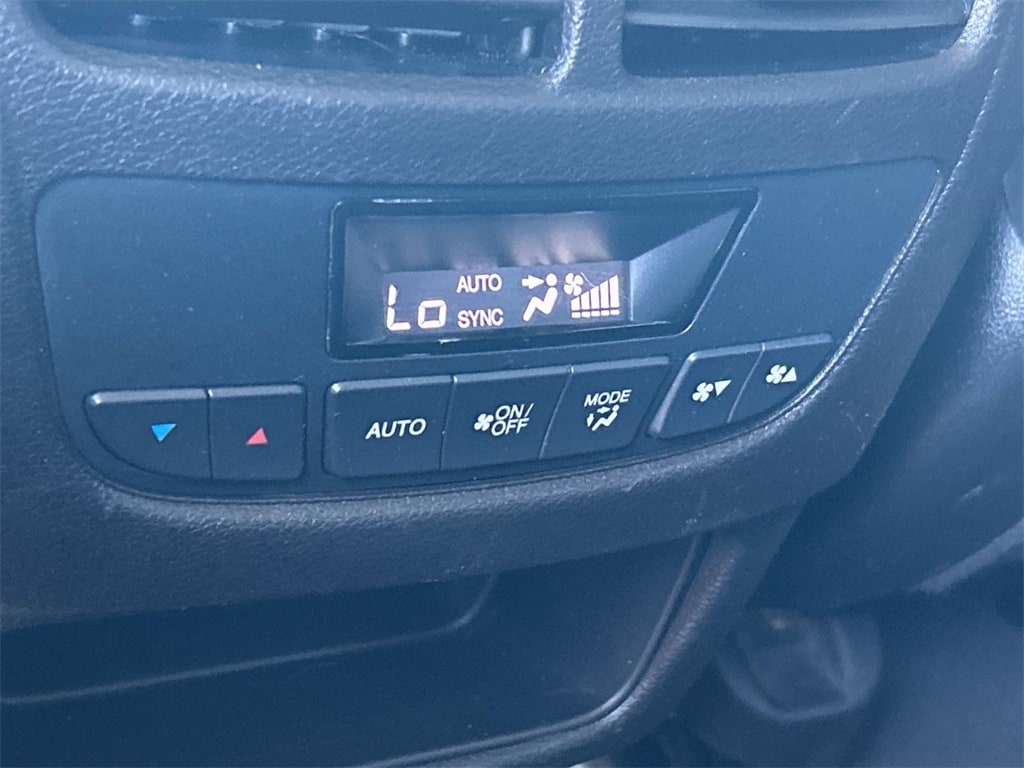 AUTO
Lo SYNC
AUTO
ON/
OFF
MODE